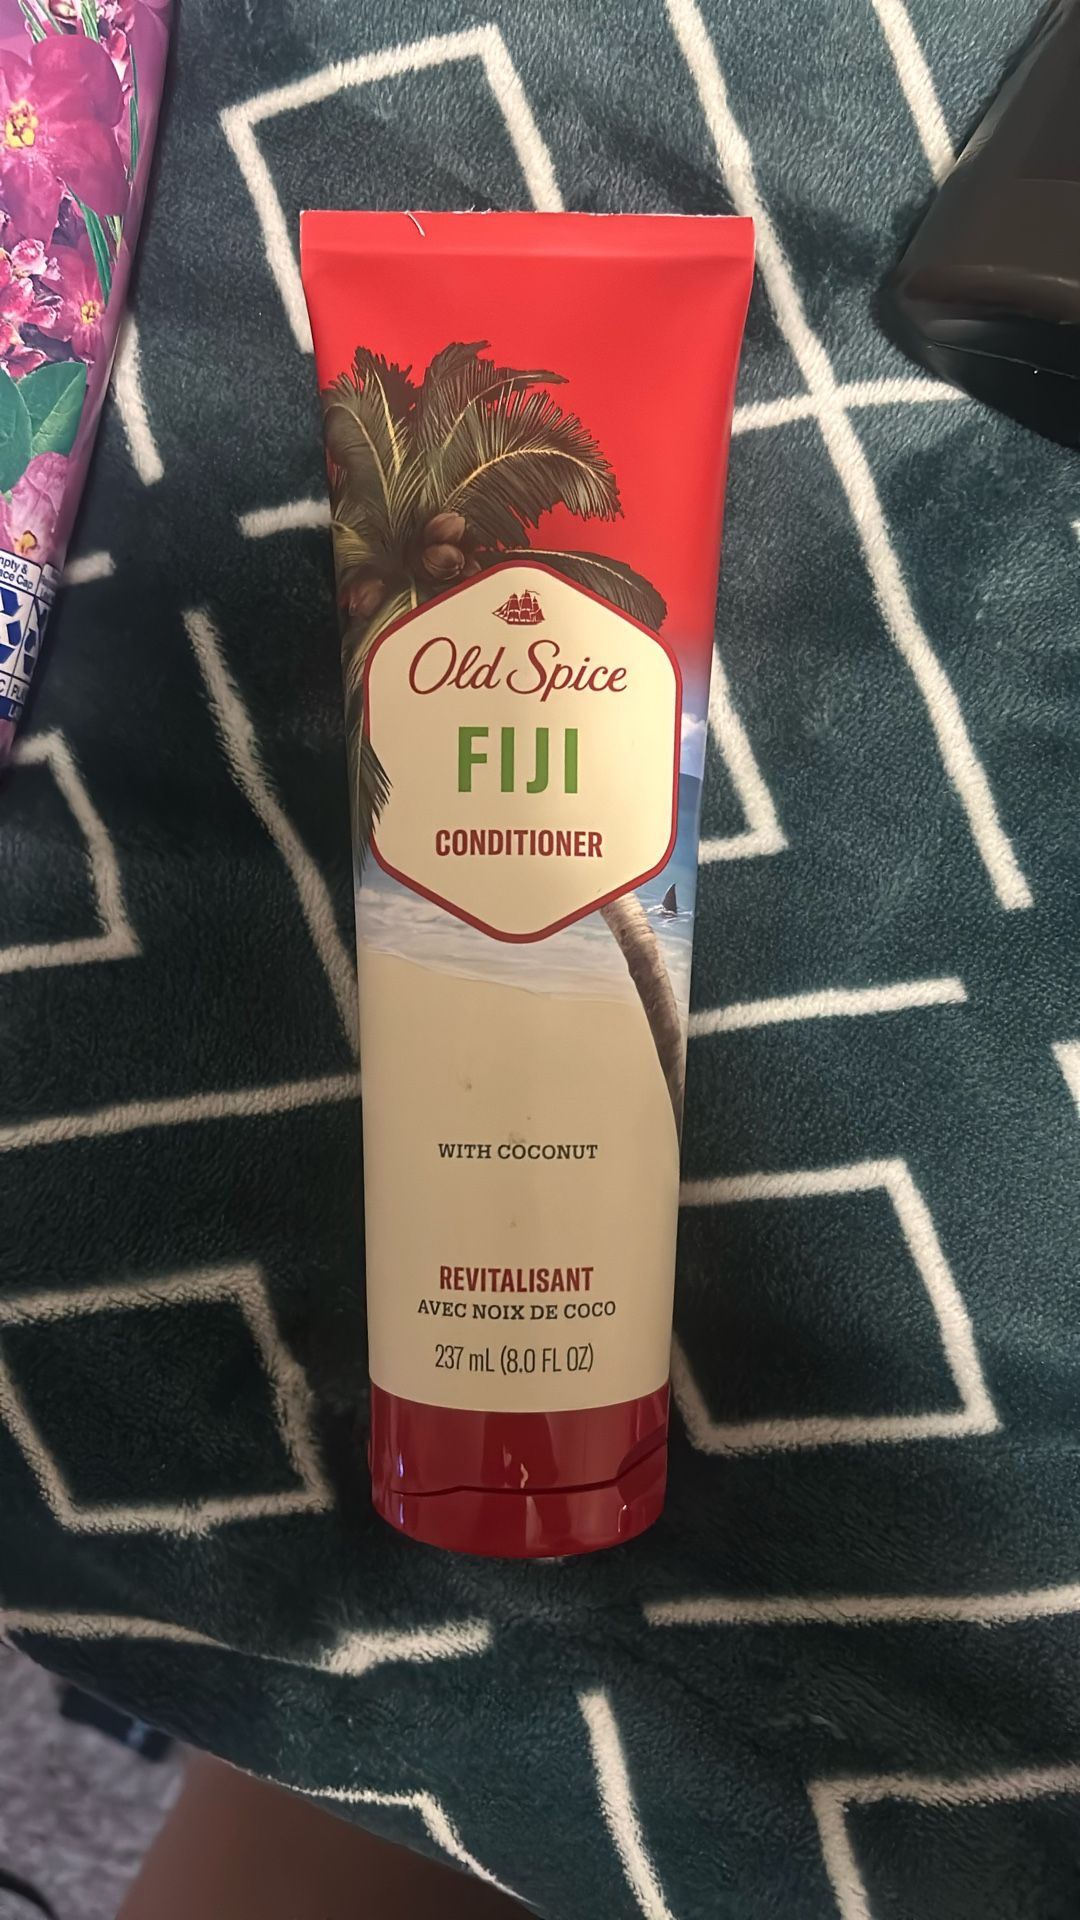 Old Spice
FIJI
CONDITIONER
WITH COCONUT
REVITALISANT
AVEC NOIX DE COCO
237 mL (8.0 FL OZ)